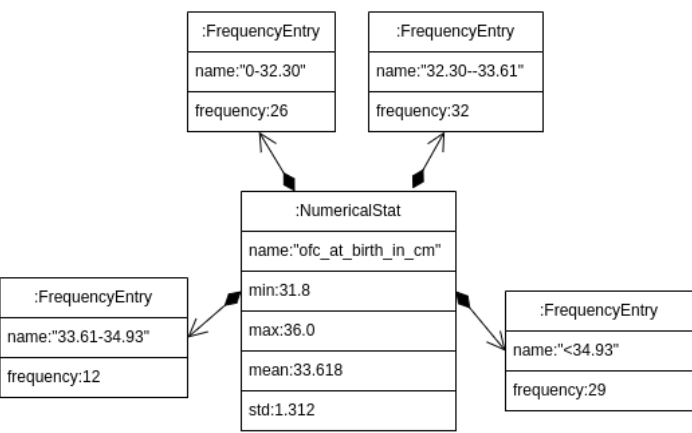 :FrequencyEntry
name:"0-32.30"
frequency:26
:FrequencyEntry
name:"32.30--33.61"
frequency:32
:NumericalStat
name:"ofc_at_birth_in_cm"
min:31.8
max:36.0
mean:33.618
std:1.312
:FrequencyEntry
name:"33.61-34.93"
frequency:12
:FrequencyEntry
name:"<34.93"
frequency:29